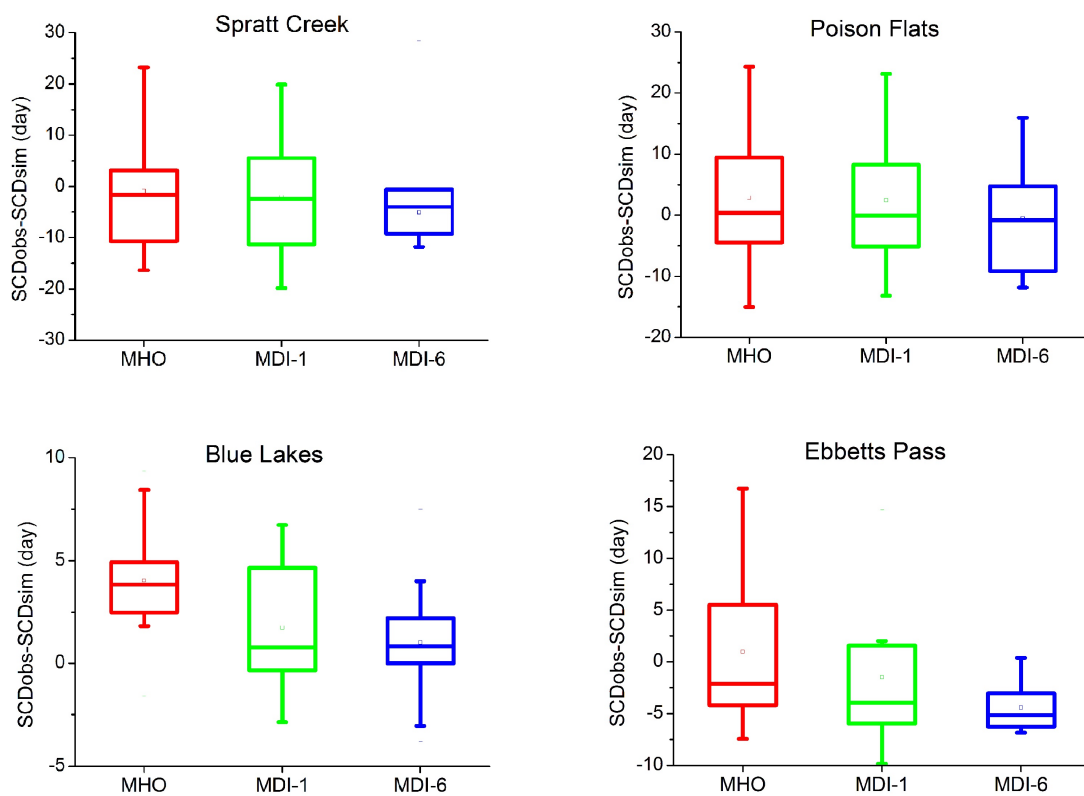 Spratt Creek
SCDobs-SCDsim (day)
30
20
10
0
-10
-20
-30
MHO MDI-1 MDI-6
Poison Flats
SCDobs-SCDsim (day)
30
20
10
0
-10
-20
MHO MDI-1 MDI-6
Blue Lakes
SCDobs-SCDsim (day)
10
5
0
-5
MHO MDI-1 MDI-6
Ebbetts Pass
SCDobs-SCDsim (day)
20
15
10
5
0
-5
-10
MHO MDI-1 MDI-6